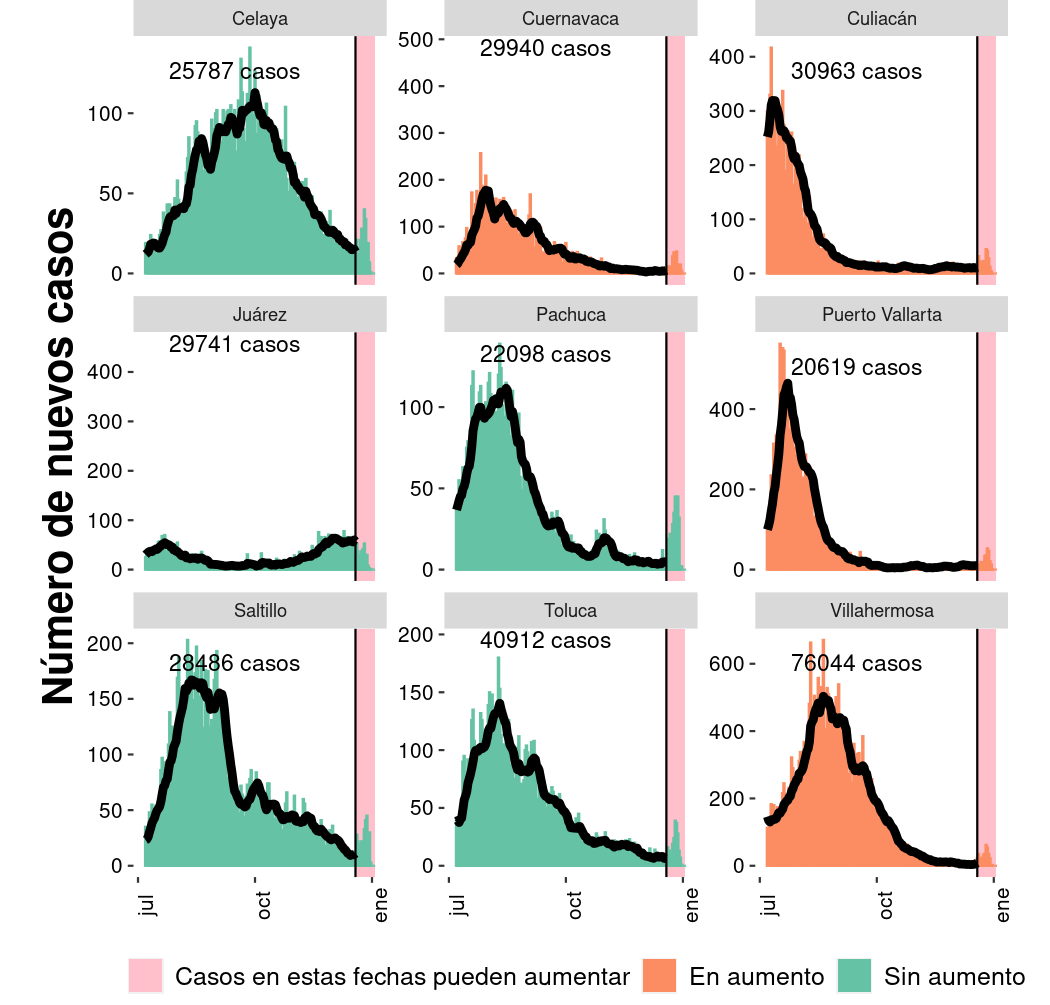 Número de nuevos casos
Celaya
Cuernavaca
Culiacán
25787 casos
29940 casos
30963 casos
100
50
0
500
400
300
200
100
0
400
300
200
100
0
Juárez
Pachuca
Puerto Vallarta
29741 casos
22098 casos
20619 casos
400
300
200
100
0
100
50
0
400
200
0
Saltillo
Toluca
Villahermosa
28486 casos
40912 casos
76044 casos
200
150
100
50
0
200
150
100
50
0
600
400
200
0
jul
oct
ene
jul
oct
ene
jul
oct
ene
Casos en estas fechas pueden aumentar
En aumento
Sin aumento